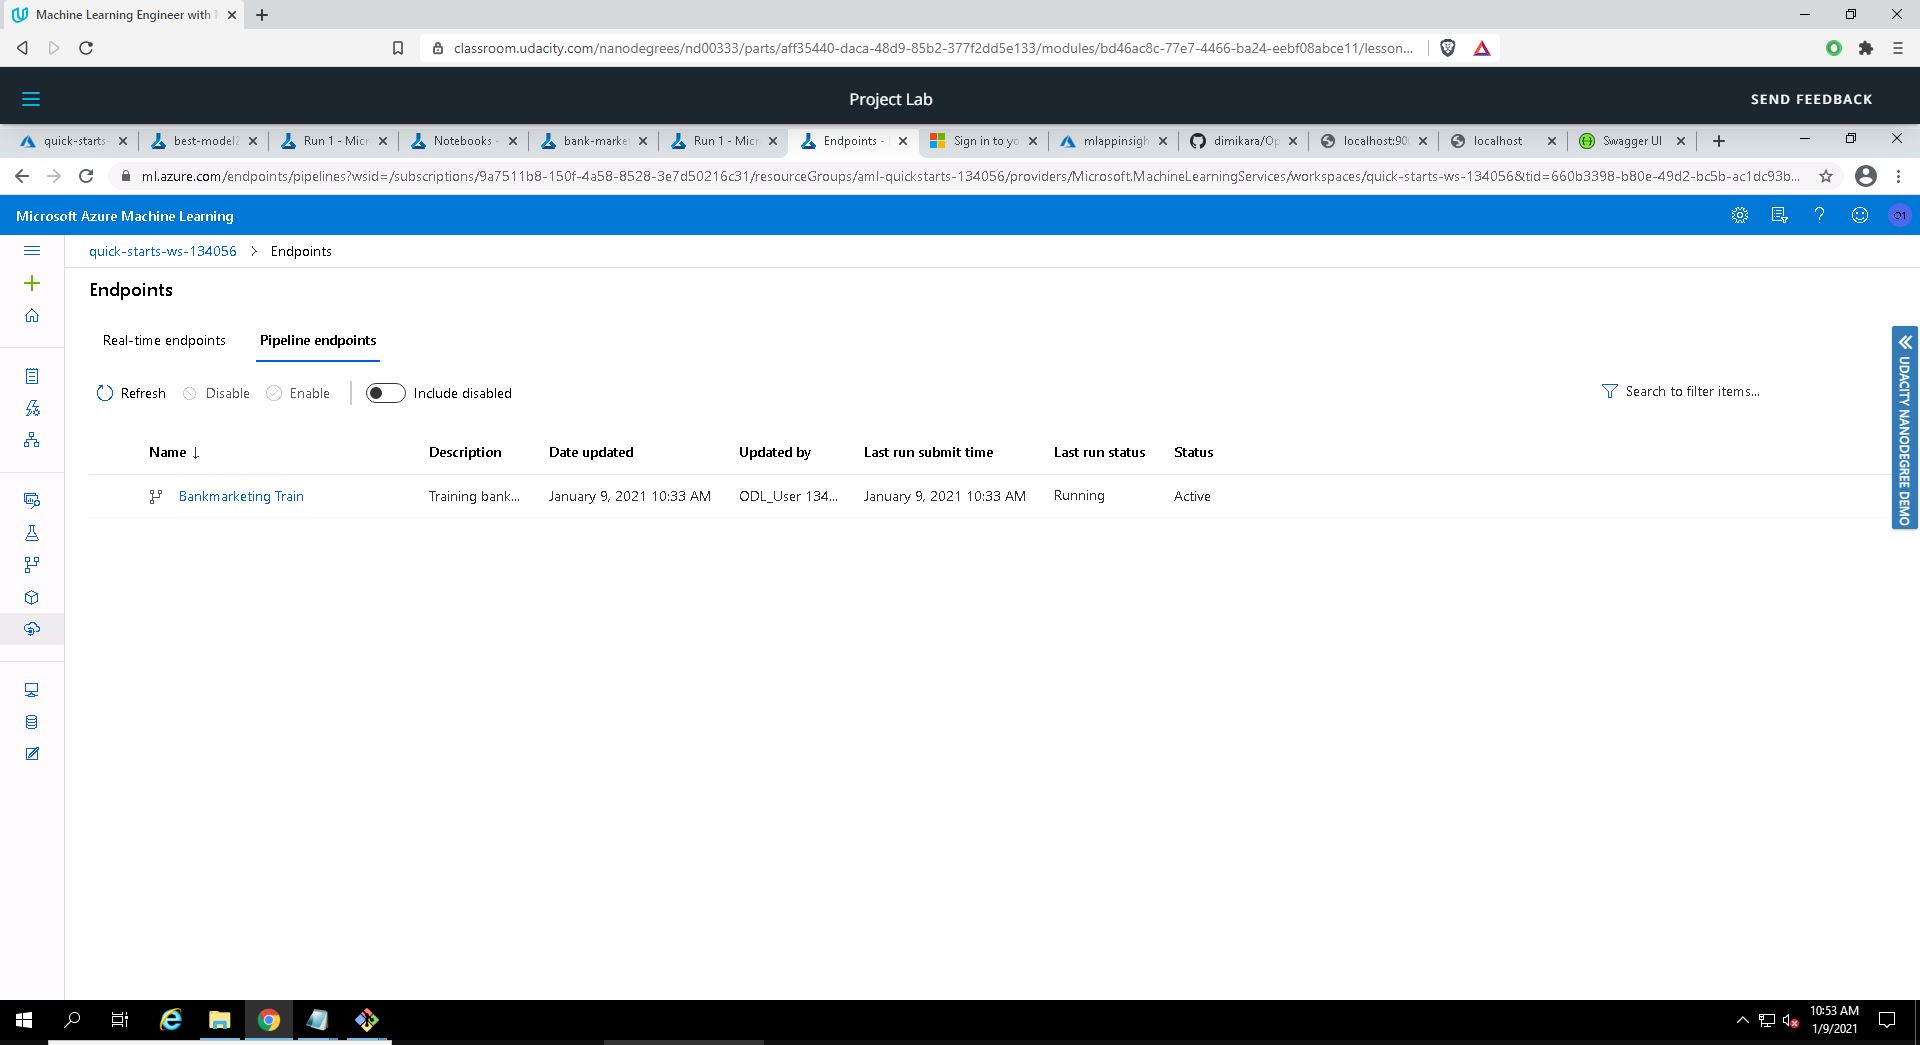 Machine Learning Engineer with
classroom.udacity.com/nanodegrees/nd00333/parts/aff35440-daca-48d9-85b2-377f2dd5e133/modules/bd46ac8c-77e7-4466-ba24-eebf08abce11/lesson...
Project Lab
SEND FEEDBACK
quick-starts-
best-model2
Run 1 - Micr
Notebooks -
bank-market
Run 1 - Micr
Endpoints -
Sign in to yo
mlappinsigh
dimikara/Op
localhost:90
localhost
Swagger UI
ml.azure.com/endpoints/pipelines?wsid=/subscriptions/9a7511b8-150f-4a58-8528-3e7d50216c31/resourceGroups/aml-quickstarts-134056/providers/Microsoft.MachineLearningServices/workspaces/quick-starts-ws-134056&tid=660b3398-b80e-49d2-bc5b-ac1dc93b...
Microsoft Azure Machine Learning
O1
quick-starts-ws-134056 > Endpoints
Endpoints
Real-time endpoints
Pipeline endpoints
Refresh
Disable
Enable
Include disabled
Search to filter items...
UDACITY NANODEGREE DEMO
Name ↓
Description
Date updated
Updated by
Last run submit time
Last run status
Status
Bankmarketing Train
Training bank...
January 9, 2021 10:33 AM
ODL_User 134...
January 9, 2021 10:33 AM
Running
Active
10:53 AM
1/9/2021